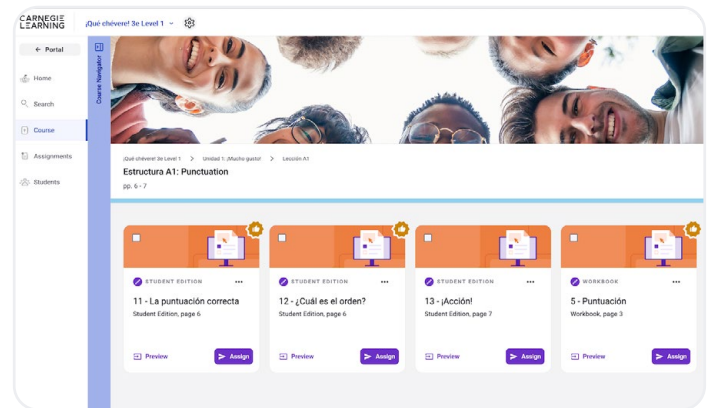 CARNEGIE
LEARNING
¡Qué chévere! 3e Level 1
← Portal
Course Navigator
Home
Search
Course
Assignments
Students
¡Qué chévere! 3e Level 1 > Unidad 1: ¡Mucho gusto! > Lección A1
Estructura A1: Punctuation
pp. 6 - 7
STUDENT EDITION ...
11 - La puntuación correcta
Student Edition, page 6
Preview
Assign
STUDENT EDITION ...
12 - ¿Cuál es el orden?
Student Edition, page 6
Preview
Assign
STUDENT EDITION ...
13 - ¡Acción!
Student Edition, page 7
Preview
Assign
WORKBOOK ...
5 - Puntuación
Workbook, page 3
Preview
Assign